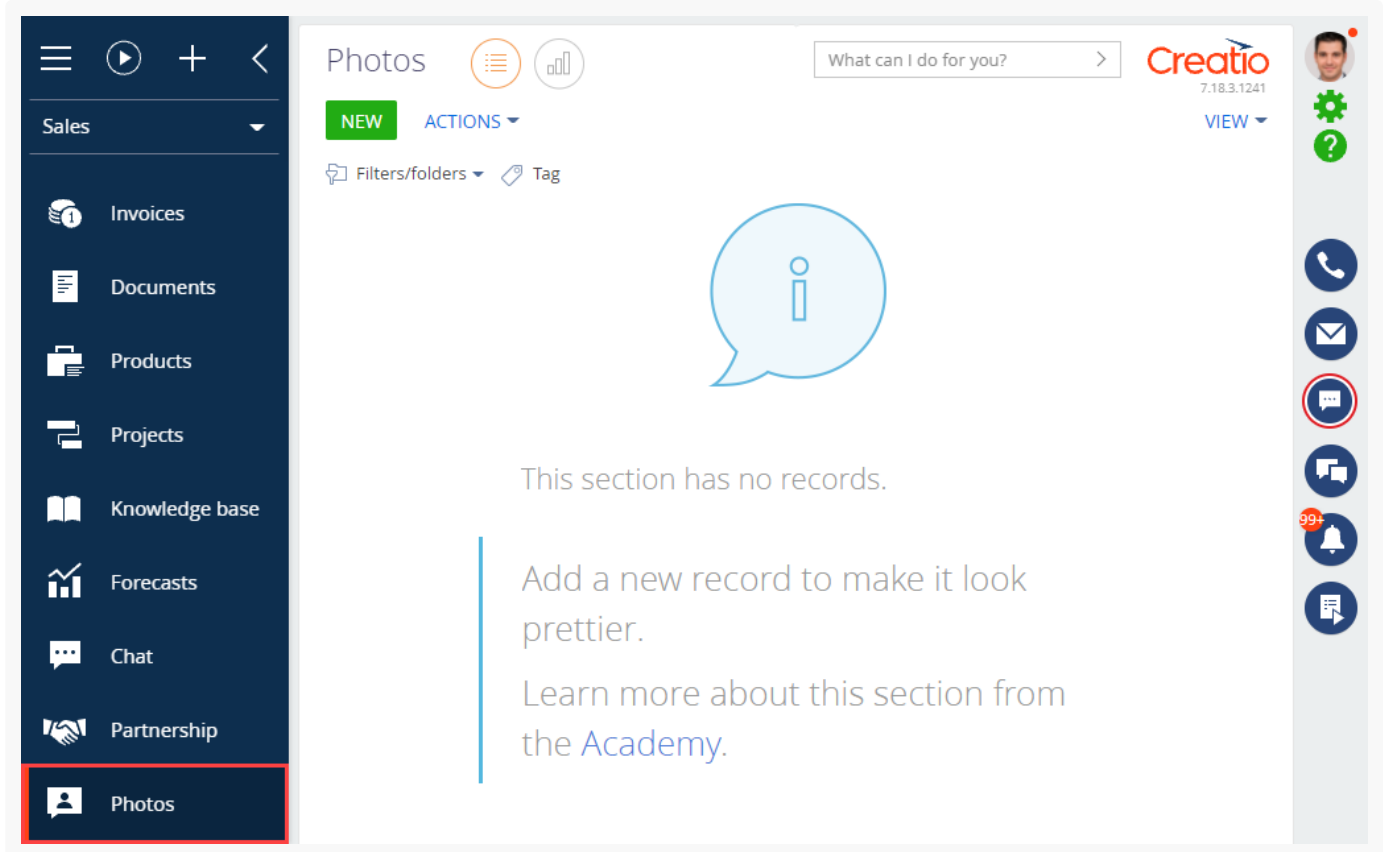 Sales
1
Invoices
Documents
Products
Projects
Knowledge base
Forecasts
Chat
Partnership
Photos
Photos
What can I do for you?
Creatio
7.18.3.1241
NEW
ACTIONS
VIEW
Filters/folders
Tag
This section has no records.
Add a new record to make it look
prettier.
Learn more about this section from
the Academy.
?
99+